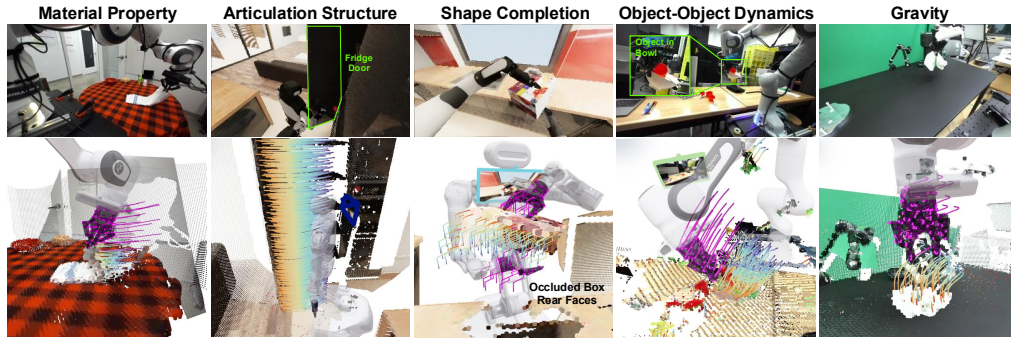 Material Property
Articulation Structure
Shape Completion
Object-Object Dynamics
Gravity
Fridge
Door
Object in
Bowl
Occluded Box
Rear Faces